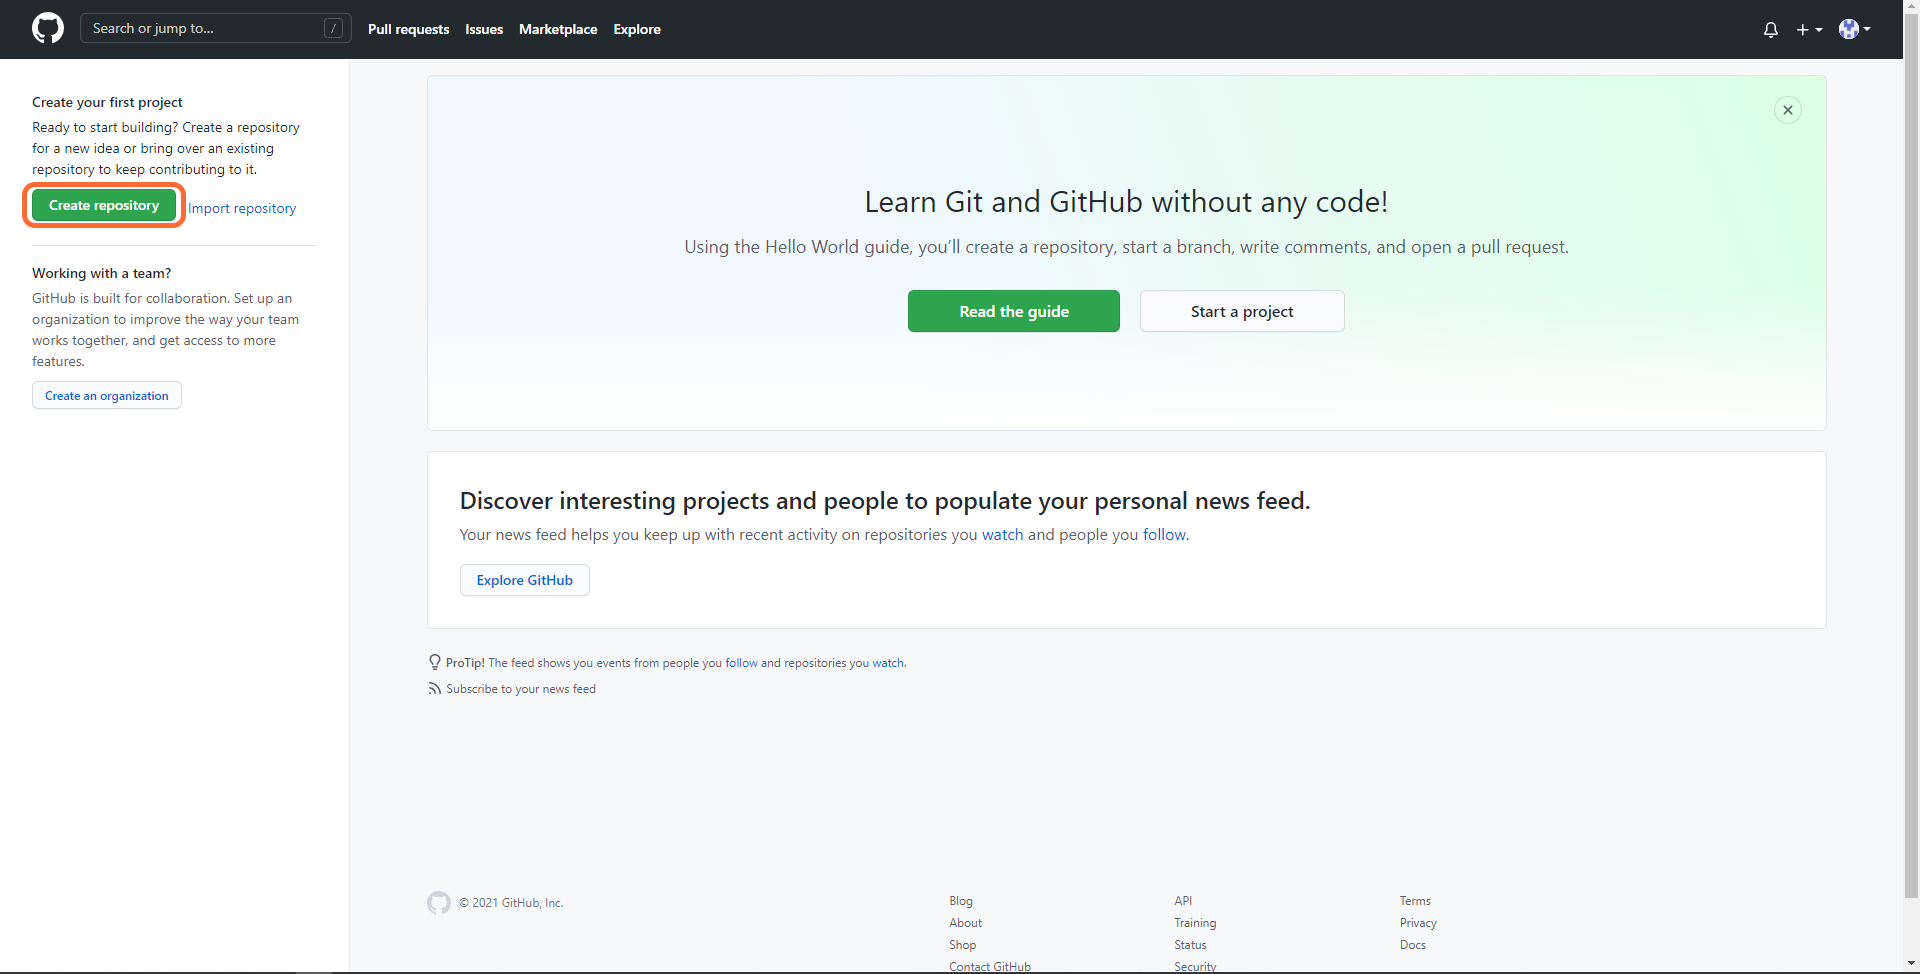 Search or jump to...
/
Pull requests
Issues
Marketplace
Explore
Create your first project
Ready to start building? Create a repository
for a new idea or bring over an existing
repository to keep contributing to it.
Create repository
Import repository
Working with a team?
GitHub is built for collaboration. Set up an
organization to improve the way your team
works together, and get access to more
features.
Create an organization
Learn Git and GitHub without any code!
Using the Hello World guide, you’ll create a repository, start a branch, write comments, and open a pull request.
Read the guide
Start a project
Discover interesting projects and people to populate your personal news feed.
Your news feed helps you keep up with recent activity on repositories you watch and people you follow.
Explore GitHub
ProTip! The feed shows you events from people you follow and repositories you watch.
Subscribe to your news feed
© 2021 GitHub, Inc.
Blog
About
Shop
Contact GitHub
API
Training
Status
Security
Terms
Privacy
Docs